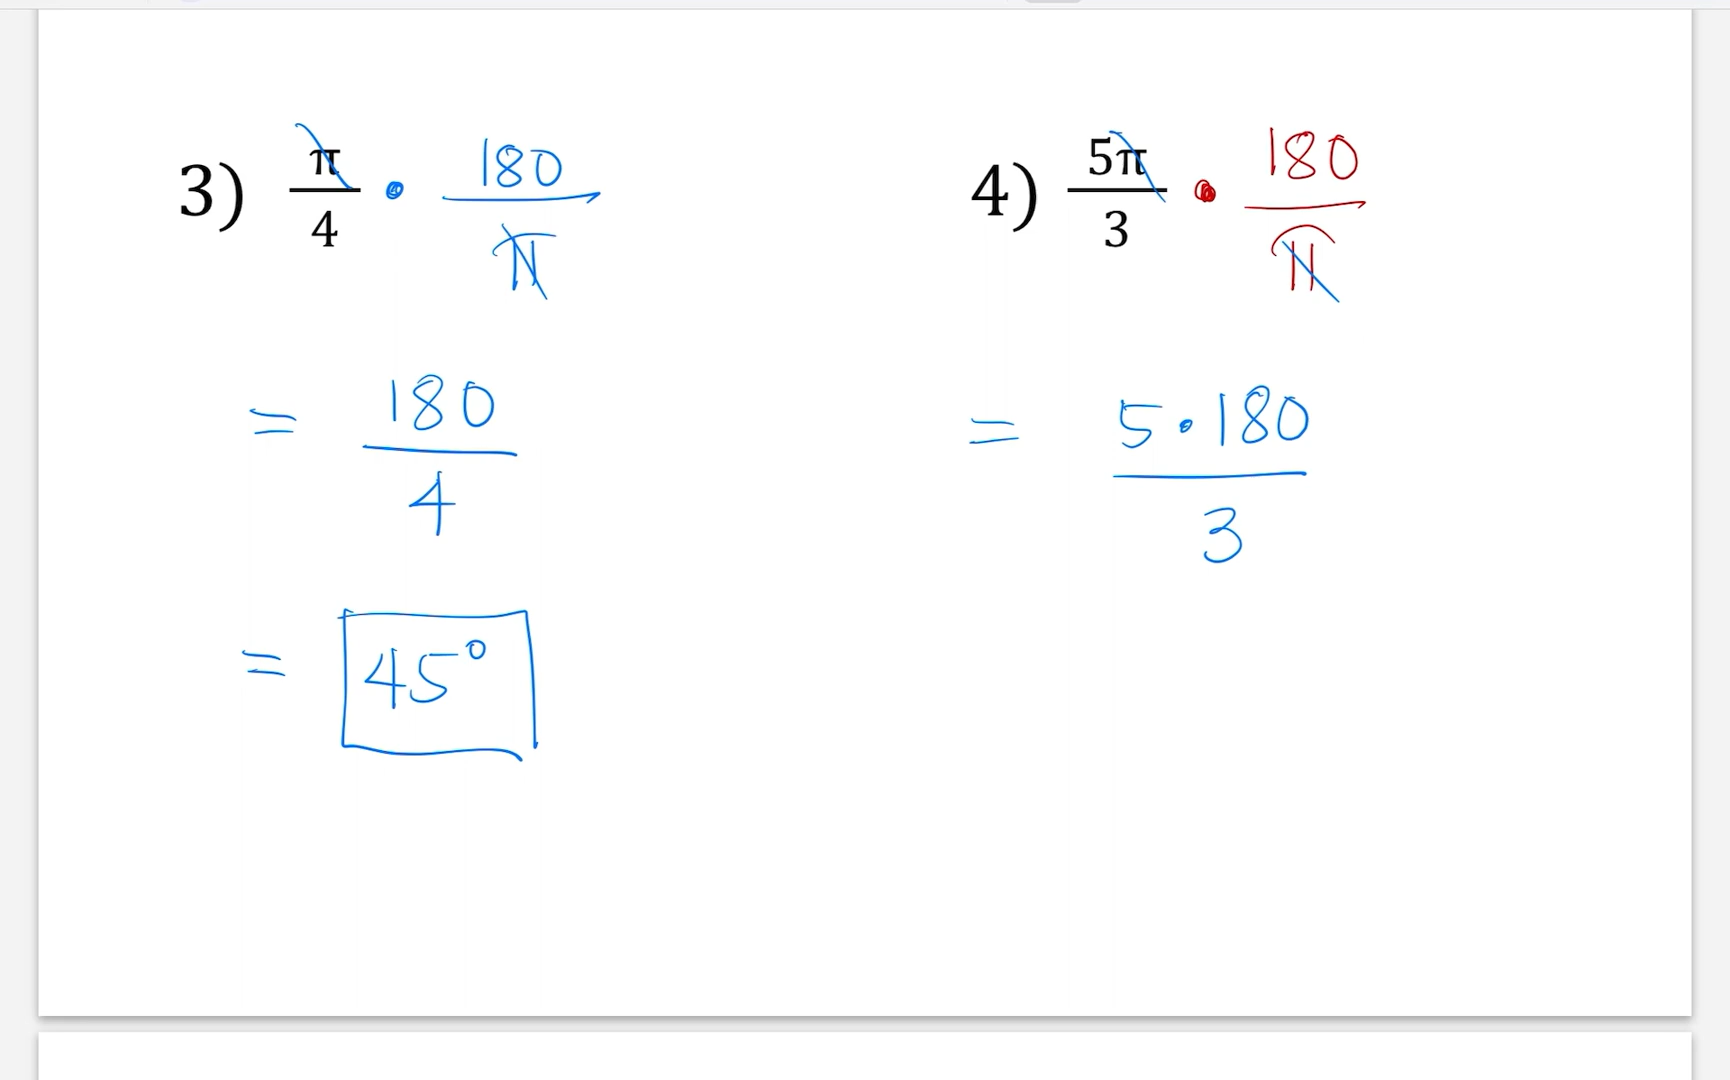 3) π/4 • 180/π
= 180/4
= 45°
4) 5π/3 • 180/π
= 5•180/3